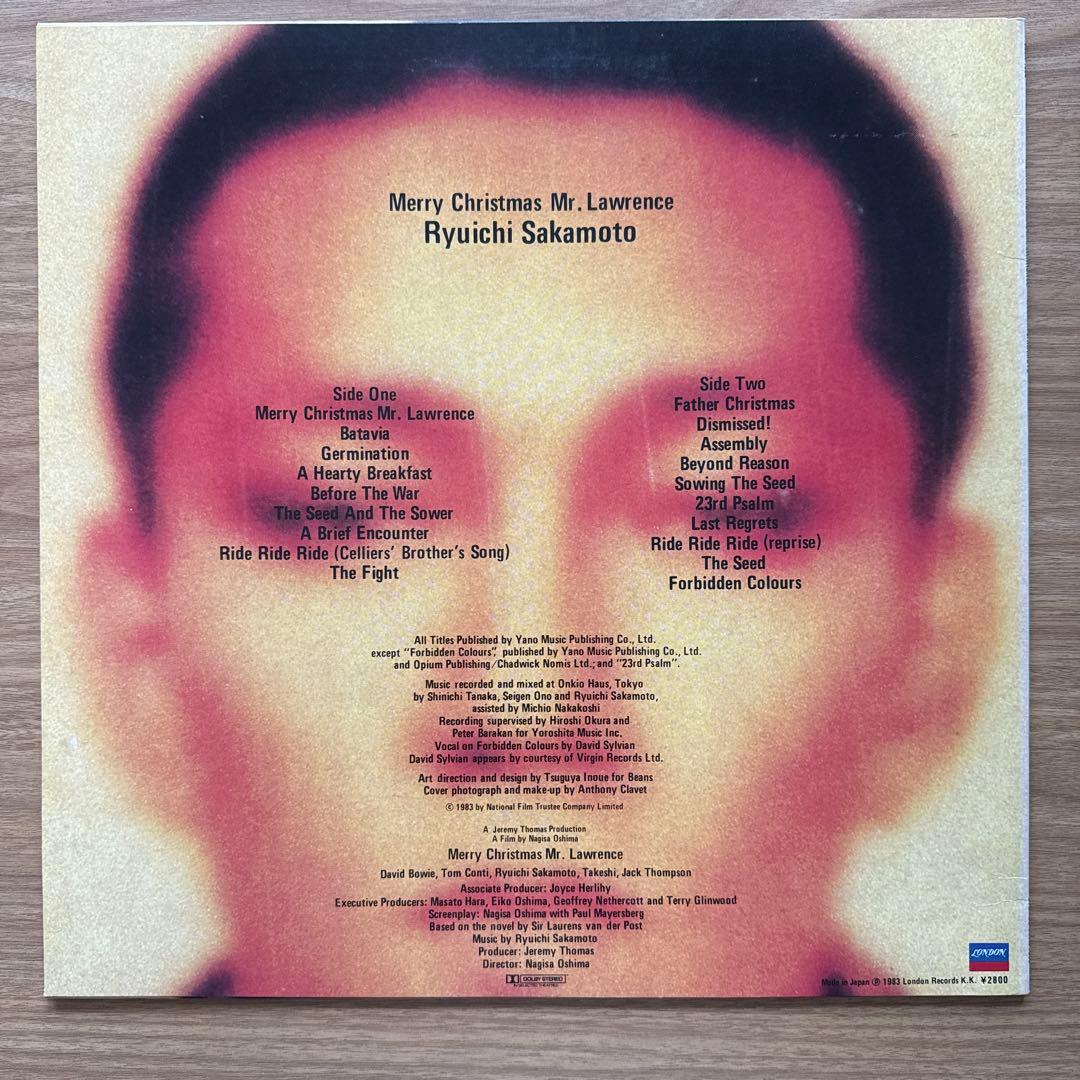 Merry Christmas Mr. Lawrence
Ryuichi Sakamoto
Side One
Merry Christmas Mr. Lawrence
Batavia
Germination
A Hearty Breakfast
Before The War
The Seed And The Sower
A Brief Encounter
Ride Ride Ride (Celliers' Brother's Song)
The Fight
Side Two
Father Christmas
Dismissed!
Assembly
Beyond Reason
Sowing The Seed
23rd Psalm
Last Regrets
Ride Ride Ride (reprise)
The Seed
Forbidden Colours
All Titles Published by Yano Music Publishing Co., Ltd.
except "Forbidden Colours", published by Yano Music Publishing Co., Ltd.
and Opium Publishing/Chadwick Nomis Ltd.; and "23rd Psalm".
Music recorded and mixed at Onkio Haus, Tokyo
by Shinichi Tanaka, Seigen Ono and Ryuichi Sakamoto,
assisted by Michio Nakakoshi
Recording supervised by Hiroshi Okura and
Peter Barakan for Yoroshita Music Inc.
Vocal on Forbidden Colours by David Sylvian
David Sylvian appears by courtesy of Virgin Records Ltd.
Art direction and design by Tsuguya Inoue for Beans
Cover photograph and make-up by Anthony Clavet
© 1983 by National Film Trustee Company Limited
A Jeremy Thomas Production
A Film by Nagisa Oshima
Merry Christmas Mr. Lawrence
David Bowie, Tom Conti, Ryuichi Sakamoto, Takeshi, Jack Thompson
Associate Producer: Joyce Herlihy
Executive Producers: Masato Hara, Eiko Oshima, Geoffrey Nethercott and Terry Glinwood
Screenplay: Nagisa Oshima with Paul Mayersberg
Based on the novel by Sir Laurens van der Post
Music by Ryuichi Sakamoto
Producer: Jeremy Thomas
Director: Nagisa Oshima
DOLBY STEREO
IN SELECTED THEATRES
LONDON
Made in Japan ℗ 1983 London Records K.K. ¥2800